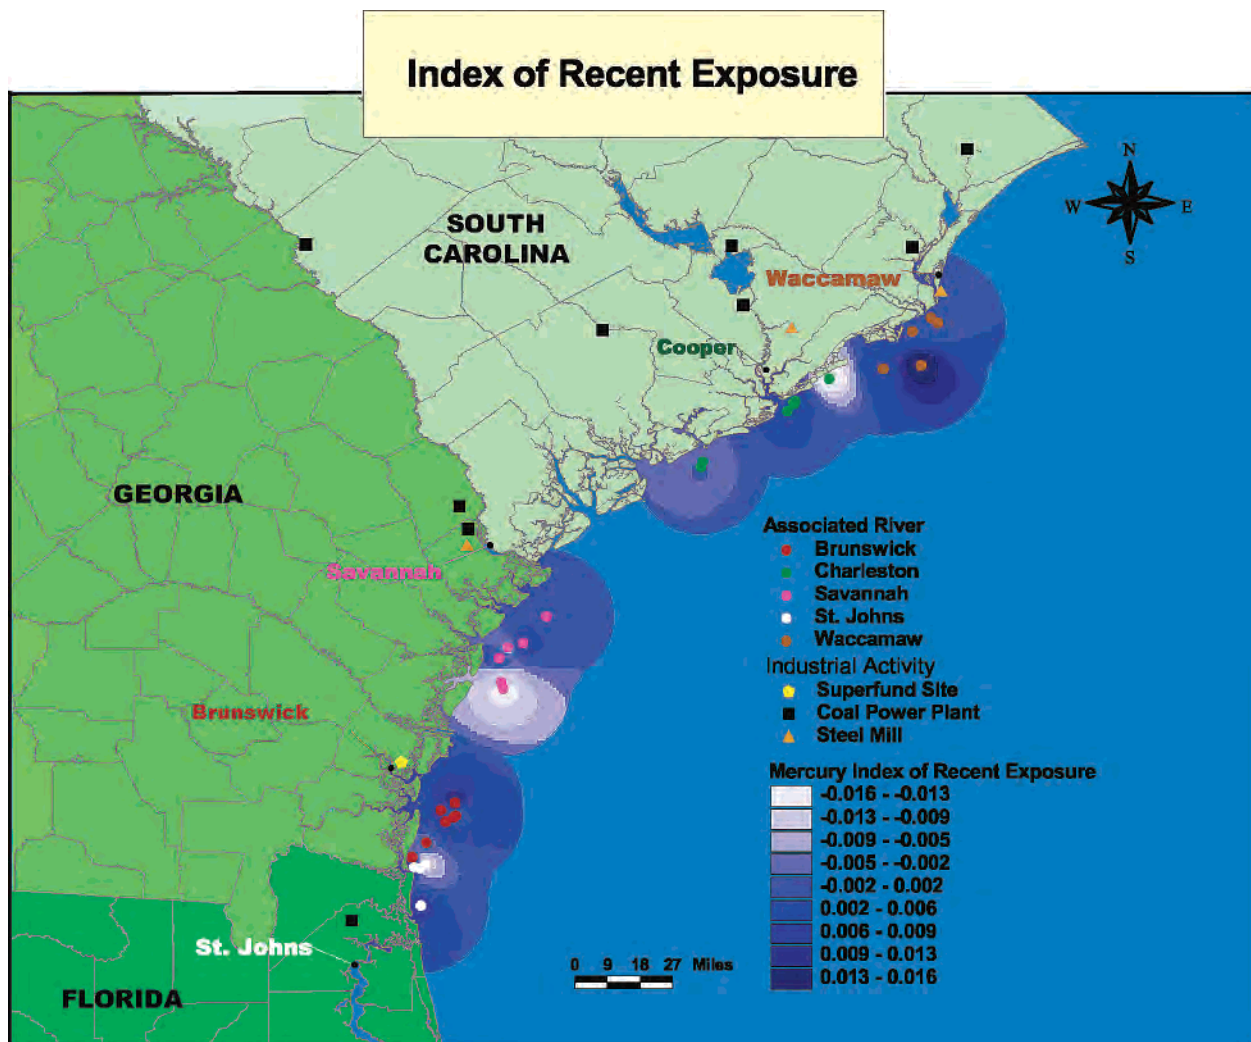 Index of Recent Exposure
N
W E
S
SOUTH
CAROLINA
Waccamaw
Cooper
GEORGIA
Savannah
Brunswick
St. Johns
FLORIDA
Associated River
Brunswick
Charleston
Savannah
St. Johns
Waccamaw
Industrial Activity
Superfund Site
Coal Power Plant
Steel Mill
Mercury Index of Recent Exposure
-0.016 - -0.013
-0.013 - -0.009
-0.009 - -0.005
-0.005 - -0.002
-0.002 - 0.002
0.002 - 0.006
0.006 - 0.009
0.009 - 0.013
0.013 - 0.016
0 9 18 27 Miles